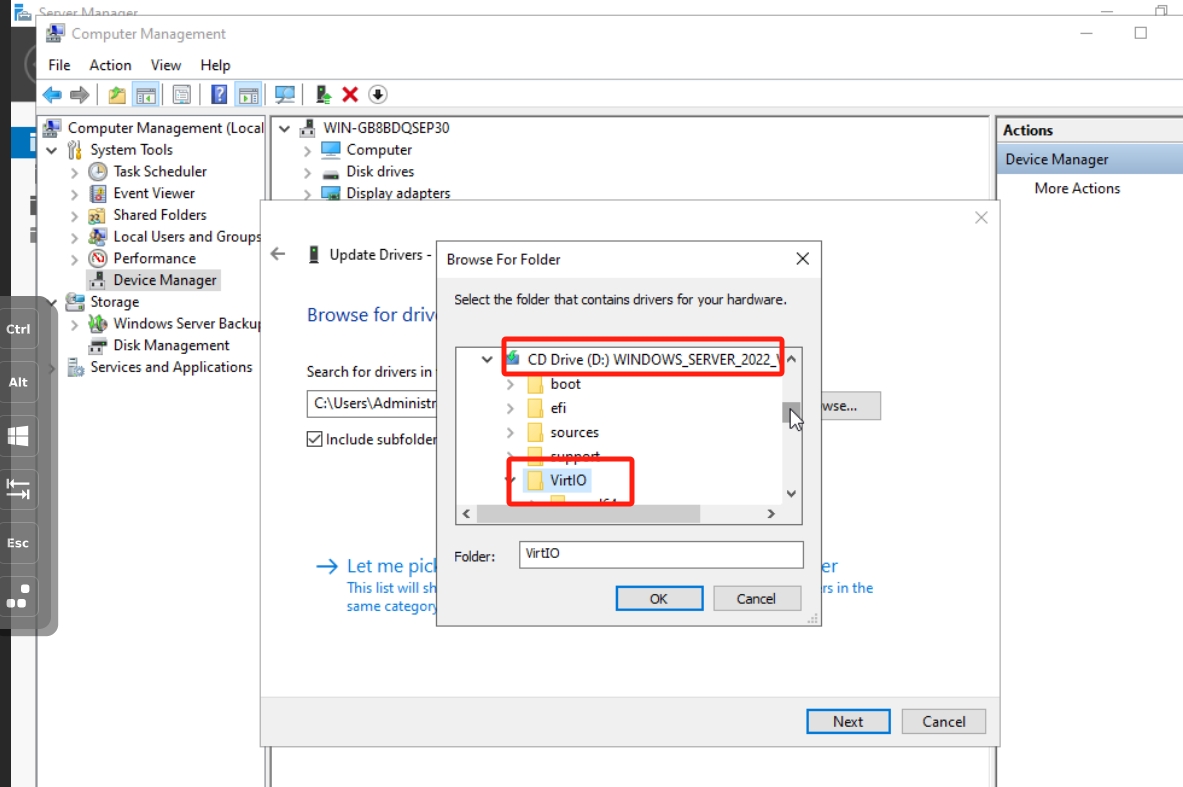 Server Manager
Computer Management
File Action View Help
Computer Management (Local
System Tools
Task Scheduler
Event Viewer
Shared Folders
Local Users and Groups
Performance
Device Manager
Storage
Windows Server Backup
Disk Management
Services and Applications
WIN-GB8BDQSEP30
Computer
Disk drives
Display adapters
Actions
Device Manager
More Actions
Ctrl
Alt
Esc
Update Drivers -
Browse for driv
Search for drivers in
C:\Users\Administr
Include subfolder
wse...
Let me pick
er
This list will sh
rs in the
same category
Browse For Folder
Select the folder that contains drivers for your hardware.
CD Drive (D:) WINDOWS_SERVER_2022_V
boot
efi
sources
support
VirtIO
Folder: VirtIO
OK Cancel
Next Cancel